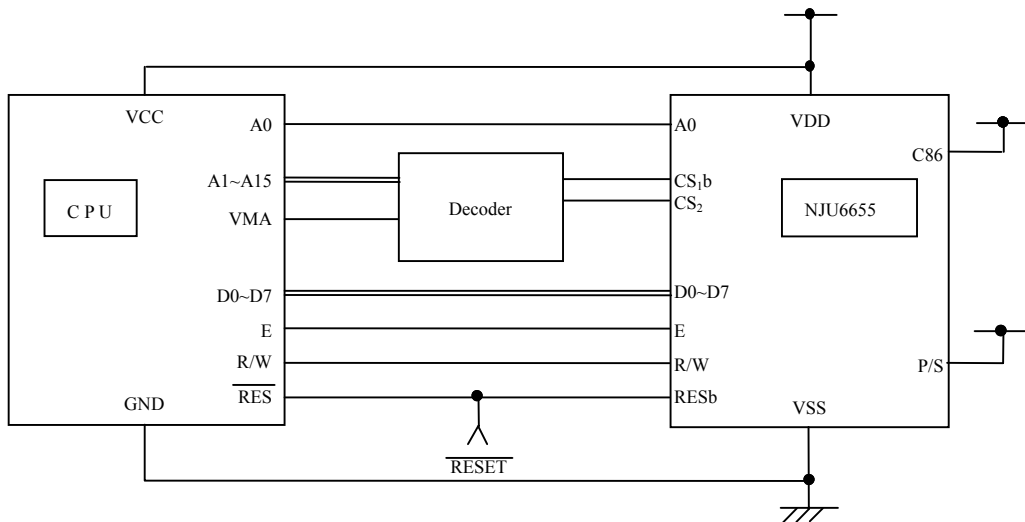 VCC
A0
A1~A15
CPU
VMA
D0~D7
E
R/W
RES
GND
Decoder
RESET
VDD
A0
C86
CS1b
CS2
NJU6655
D0~D7
E
R/W
P/S
RESb
VSS